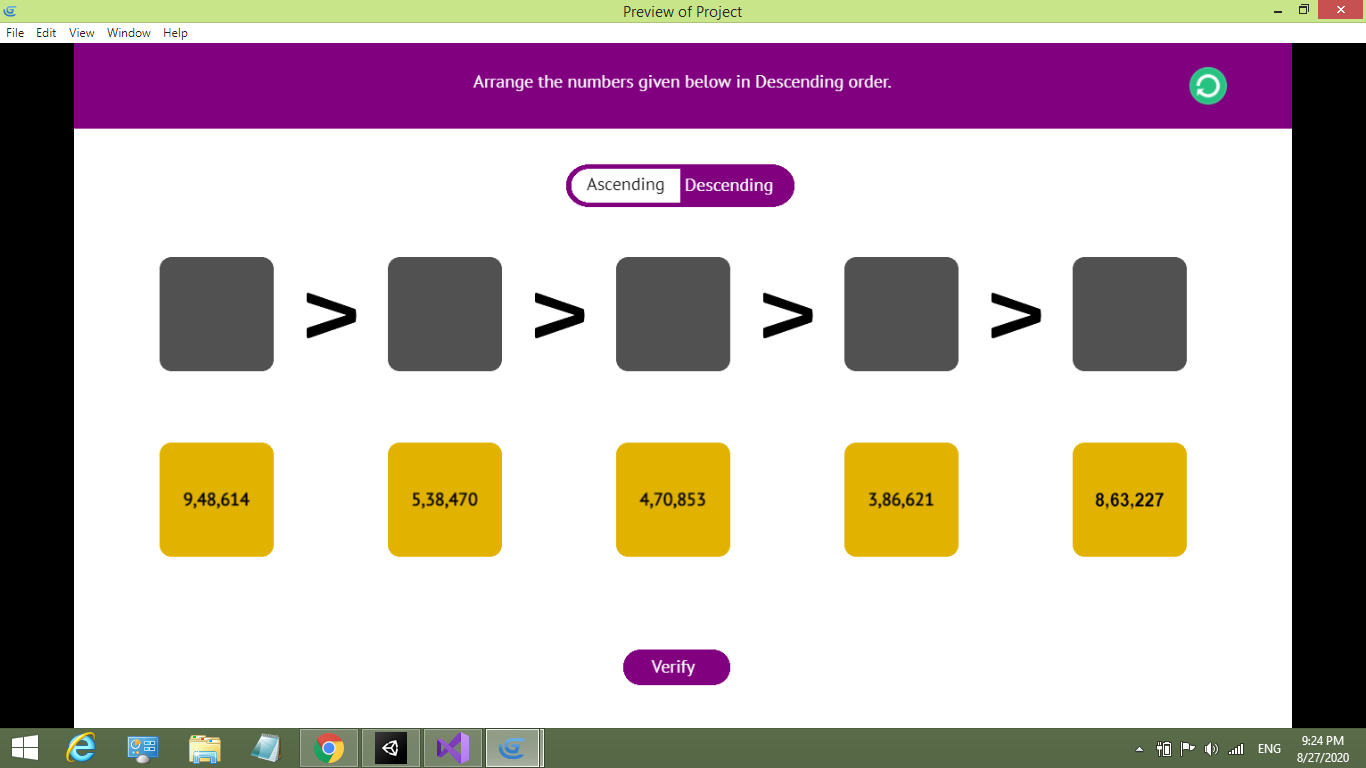 Preview of Project
File Edit View Window Help
Arrange the numbers given below in Descending order.
Ascending Descending
> > > >
9,48,614 5,38,470 4,70,853 3,86,621 8,63,227
Verify
ENG
9:24 PM
8/27/2020